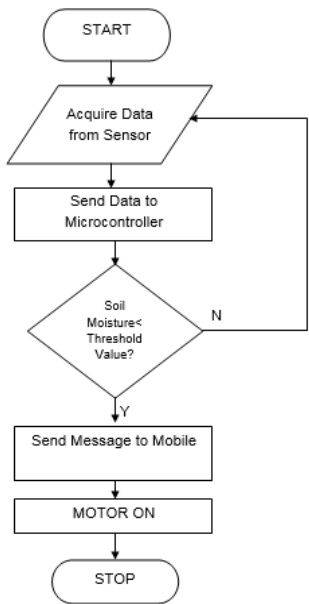 START
Acquire Data
from Sensor
Send Data to
Microcontroller
Soil
Moisture<
Threshold
Value?
N
Y
Send Message to Mobile
MOTOR ON
STOP